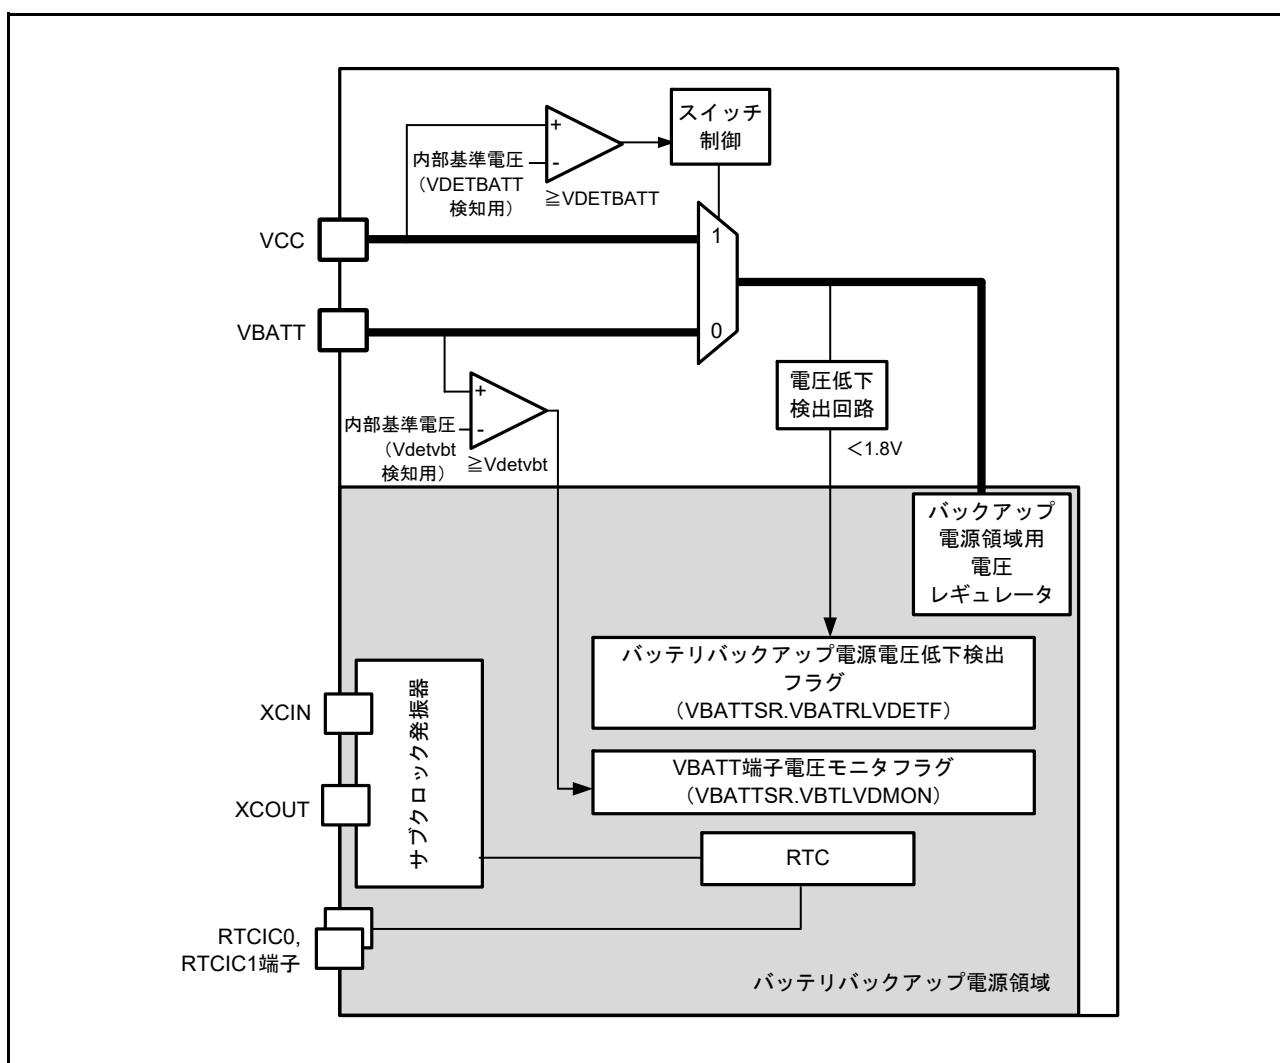 スイッチ
制御
+
内部基準電圧
-
(VDETBATT
検知用)
≧VDETBATT
VCC
1
VBATT
0
+
内部基準電圧
-
(Vdetvbt
検知用)
≧Vdetvbt
電圧低下
検出回路
<1.8V
バックアップ
電源領域用
電圧
レギュレータ
バッテリバックアップ電源電圧低下検出
フラグ
(VBATTSR.VBATRLVDETF)
XCIN
サブクロック発振器
VBATT端子電圧モニタフラグ
(VBATTSR.VBTLVDMON)
XCOUT
RTC
RTCIC0,
RTCIC1端子
バッテリバックアップ電源領域